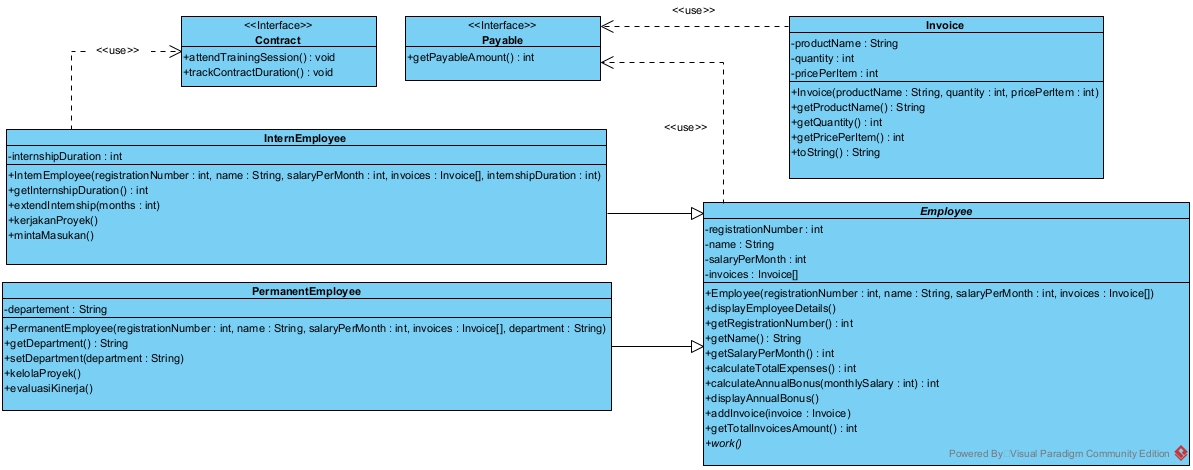 <<Interface>>
Contract
+attendTrainingSession() : void
+trackContractDuration() : void
<<Interface>>
Payable
+getPayableAmount() : int
<<use>>
<<use>>
<<use>>
Invoice
-productName : String
-quantity : int
-pricePerItem : int
+Invoice(productName : String, quantity : int, pricePerItem : int)
+getProductName() : String
+getQuantity() : int
+getPricePerItem() : int
+toString() : String
InternEmployee
-internshipDuration : int
+InternEmployee(registrationNumber : int, name : String, salaryPerMonth : int, invoices : Invoice[], internshipDuration : int)
+getInternshipDuration() : int
+extendInternship(months : int)
+kerjakanProyek()
+mintaMasukan()
PermanentEmployee
-departement : String
+PermanentEmployee(registrationNumber : int, name : String, salaryPerMonth : int, invoices : Invoice[], department : String)
+getDepartment() : String
+setDepartment(department : String)
+kelolaProyek()
+evaluasiKinerja()
Employee
-registrationNumber : int
-name : String
-salaryPerMonth : int
-invoices : Invoice[]
+Employee(registrationNumber : int, name : String, salaryPerMonth : int, invoices : Invoice[])
+displayEmployeeDetails()
+getRegistrationNumber() : int
+getName() : String
+getSalaryPerMonth() : int
+calculateTotalExpenses() : int
+calculateAnnualBonus(monthlySalary : int) : int
+displayAnnualBonus()
+addInvoice(invoice : Invoice)
+getTotalInvoicesAmount() : int
+work()
Powered By Visual Paradigm Community Edition